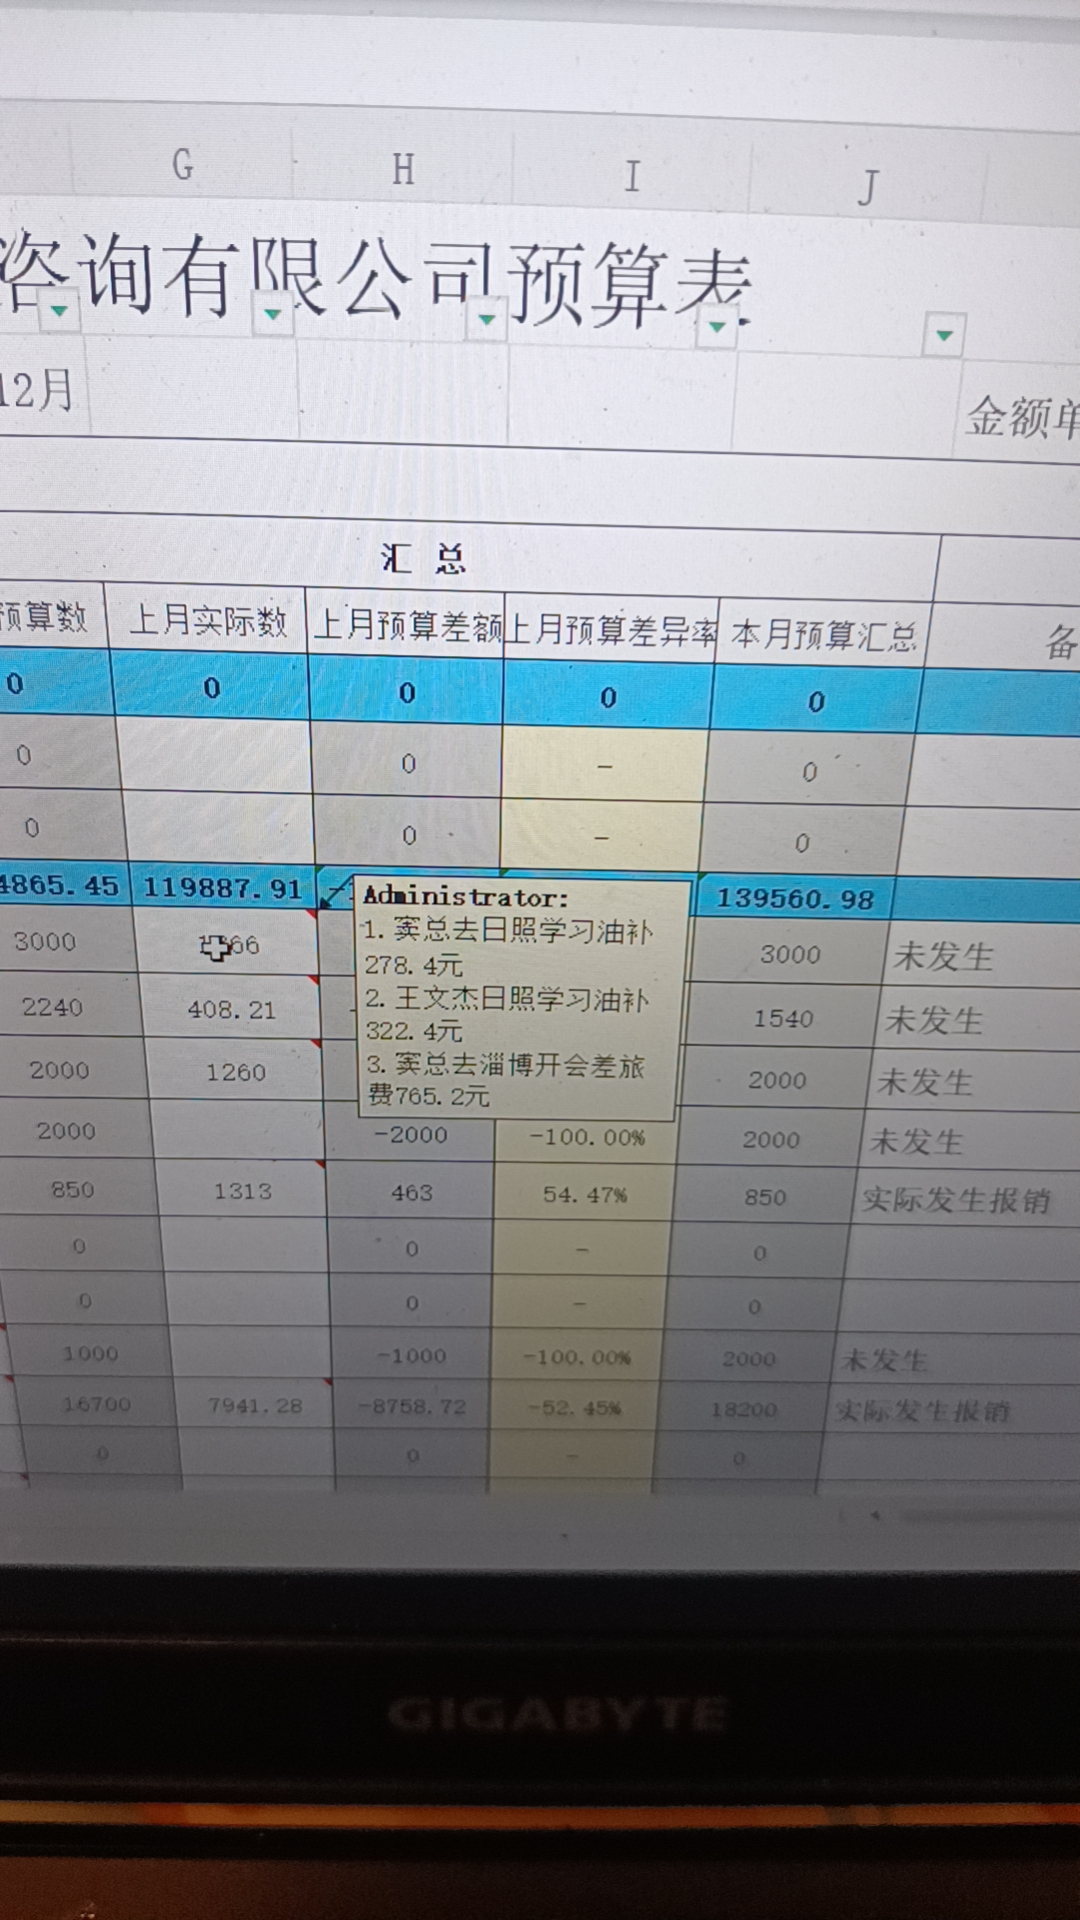 G H I J
咨询有限公司预算表
12月 金额单
汇 总
预算数 上月实际数 上月预算差额 上月预算差异率 本月预算汇总 备
0 0 0 0 0
0 0 - 0
0 0 - 0
4865.45 119887.91 139560.98
Administrator:
1. 窦总去日照学习油补
278.4元
2. 王文杰日照学习油补
322.4元
3. 窦总去淄博开会差旅
费765.2元
3000 3000 未发生
2240 408.21 1540 未发生
2000 1260 2000 未发生
2000 -2000 -100.00% 2000 未发生
850 1313 463 54.47% 850 实际发生报销
0 0 - 0
0 0 - 0
1000 -1000 -100.00% 2000 未发生
16700 7941.28 -8758.72 -52.45% 18200 实际发生报销
0 0 - 0
GIGABYTE